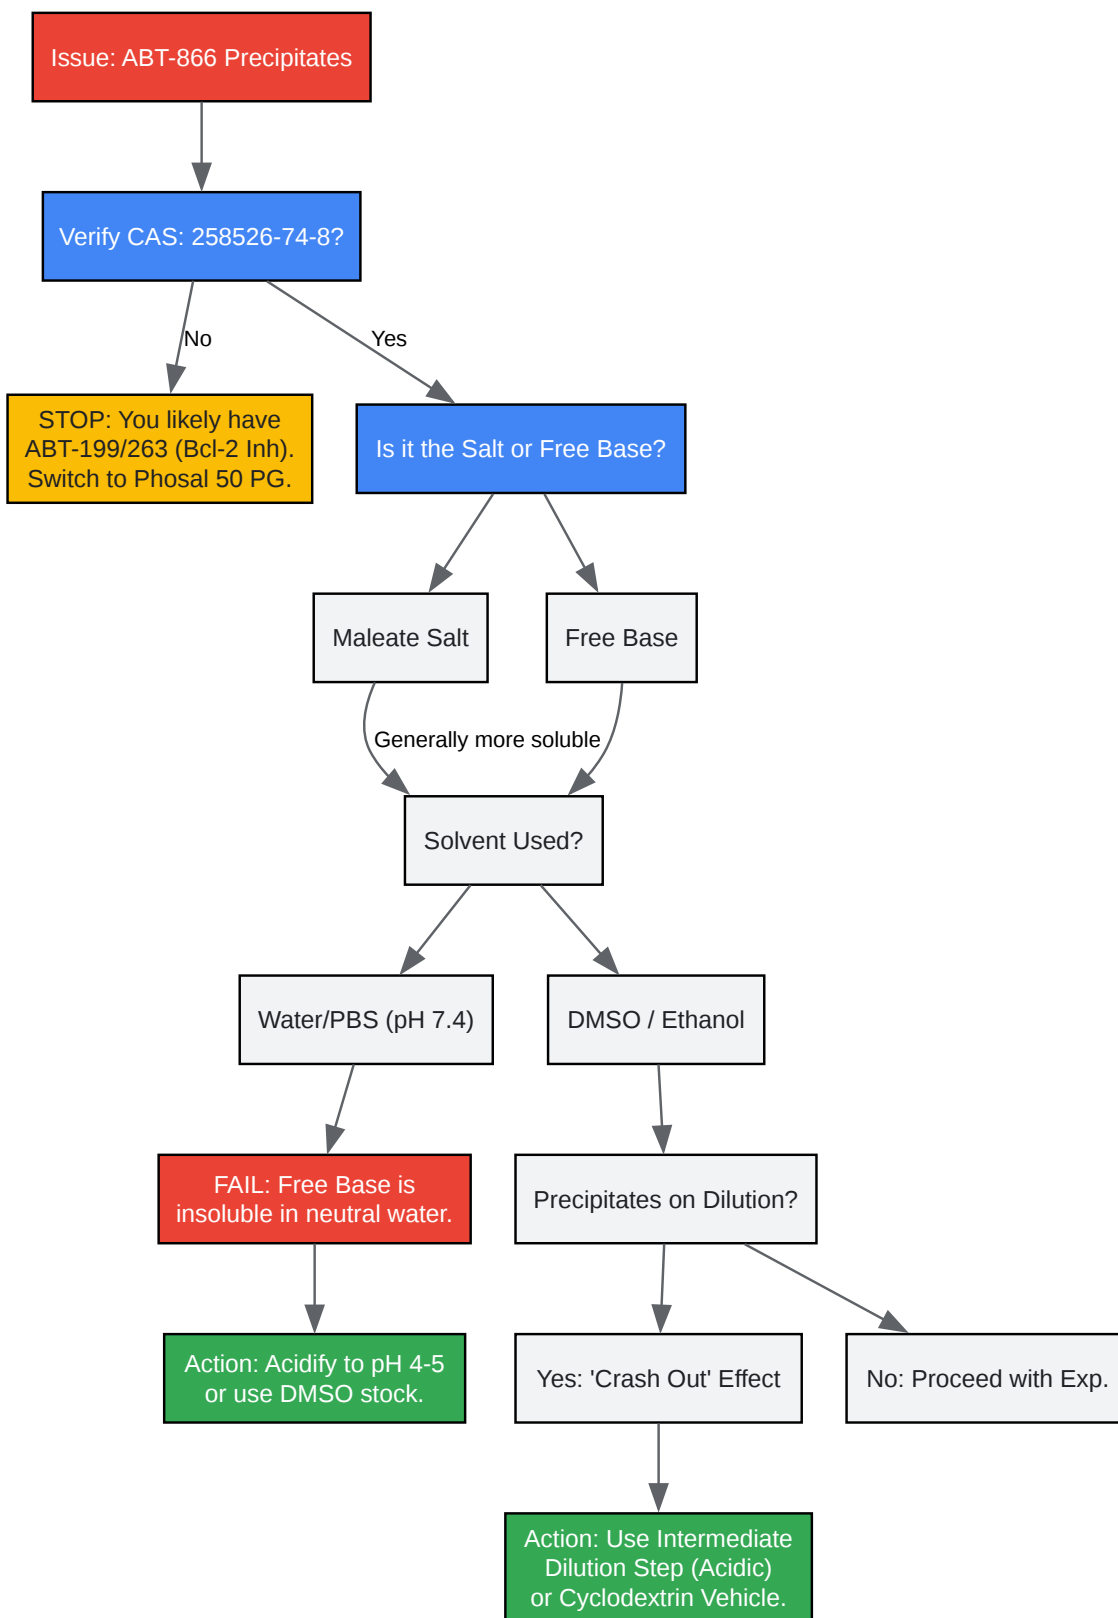 Issue: ABT-866 Precipitates
Verify CAS: 258526-74-8?
No
Yes
STOP: You likely have
ABT-199/263 (Bcl-2 Inh).
Switch to Phosal 50 PG.
Is it the Salt or Free Base?
Maleate Salt
Free Base
Generally more soluble
Solvent Used?
Water/PBS (pH 7.4)
DMSO / Ethanol
FAIL: Free Base is
insoluble in neutral water.
Precipitates on Dilution?
Action: Acidify to pH 4-5
or use DMSO stock.
Yes: 'Crash Out' Effect
No: Proceed with Exp.
Action: Use Intermediate
Dilution Step (Acidic)
or Cyclodextrin Vehicle.